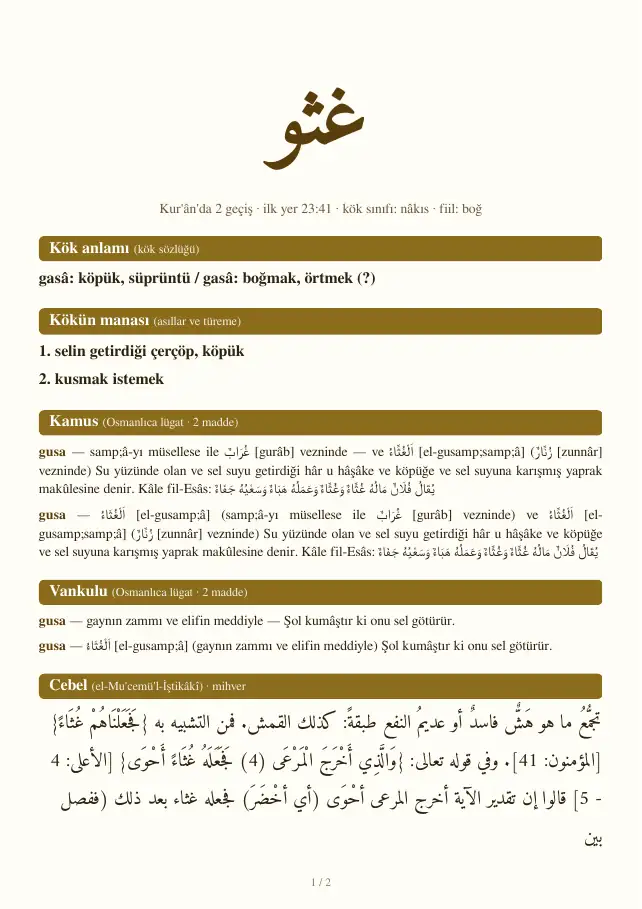 غثو
Kur'ân'da 2 geçiş · ilk yer 23:41 · kök sınıfı: nâkıs · fiil: boğ
Kök anlamı (kök sözlüğü)
gasâ: köpük, süprüntü / gasâ: boğmak, örtmek (?)
Kökün manası (asıllar ve türeme)
1. selin getirdiği çerçöp, köpük
2. kusmak istemek
Kamus (Osmanlıca lügat · 2 madde)
gusa — samp;â-yı müsellese ile غُرَابٌ [gurâb] vezninde — ve اَلْغُثَّاءُ [el-gusamp;samp;â] (زُنَّارٌ [zunnâr]
vezninde) Su yüzünde olan ve sel suyu getirdiği hâr u hâşâke ve köpüğe ve sel suyuna karışmış yaprak
makûlesine denir. Kâle fil-Esâs: يُقَالُ فُلَانٌ مَالُهُ غُثَاءٌ وَغُثَّاءٌ وَعَمَلُهُ هَبَاءٌ وَسَعْيُهُ جَفَاءٌ
gusa — اَلْغُثَاءُ [el-gusamp;â] (samp;â-yı müsellese ile غُرَابٌ [gurâb] vezninde) ve اَلْغُثَّاءُ [el-
gusamp;samp;â] (زُنَّارٌ [zunnâr] vezninde) Su yüzünde olan ve sel suyu getirdiği hâr u hâşâke ve köpüğe
ve sel suyuna karışmış yaprak makûlesine denir. Kâle fil-Esâs: يُقَالُ فُلَانٌ مَالُهُ غُثَاءٌ وَغُثَّاءٌ وَعَمَلُهُ هَبَاءٌ وَسَعْيُهُ جَفَاءٌ
Vankulu (Osmanlıca lügat · 2 madde)
gusa — gaynın zammı ve elifin meddiyle — Şol kumâştır ki onu sel götürür.
gusa — اَلْغُثَاءُ [el-gusamp;â] (gaynın zammı ve elifin meddiyle) Şol kumâştır ki onu sel götürür.
Cebel (el-Mu'cemü'l-İştikâkî) · mihver
تجمُّعُ ما هو هَشٌّ فاسدٌ أو عديمُ النفع طبقةً: كذلك القمش. فمن التشبيه به {فَجَعَلْنَاهُمْ غُثَاءً}
[المؤمنون: 41]. وفي قوله تعالى: {وَالَّذِي أَخْرَجَ الْمَرْعَى (4) فَجَعَلَهُ غُثَاءً أَحْوَى} [الأعلى: 4
- 5] قالوا إن تقدير الآية أخرج المرعى أحْوَى (أي أخْضَرَ) فجعله غثاء بعد ذلك (ففصل
بين
1 / 2